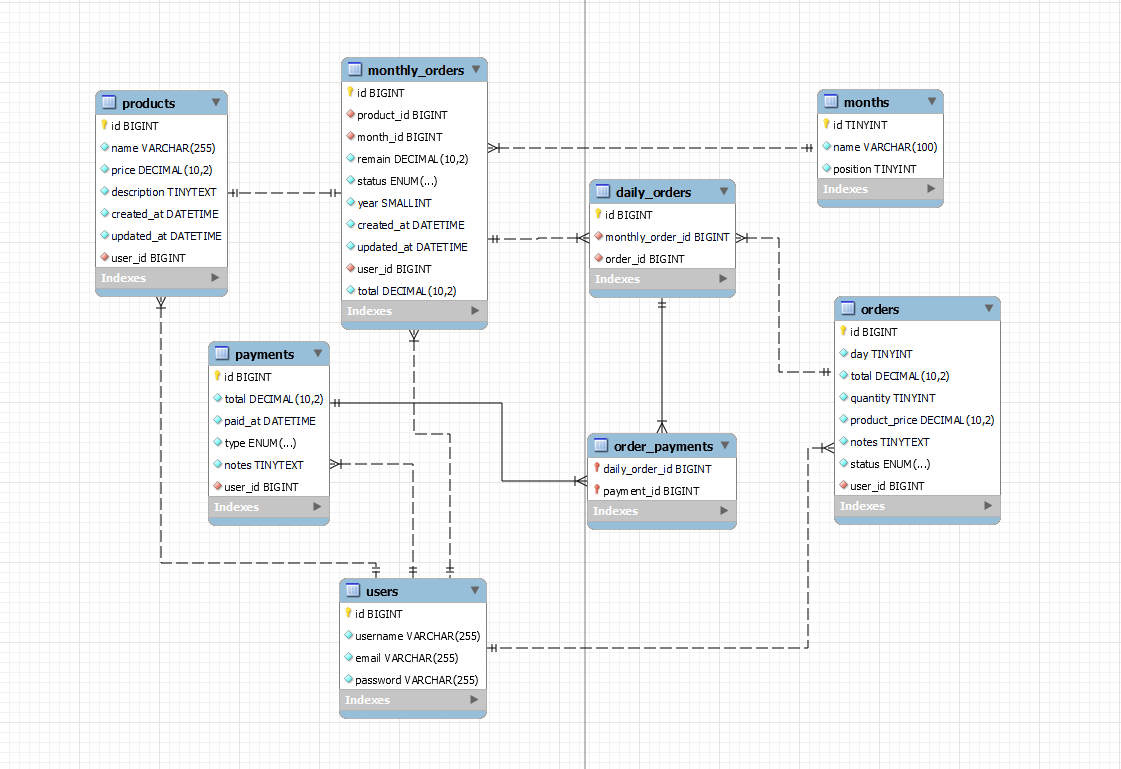 products
id BIGINT
name VARCHAR(255)
price DECIMAL(10,2)
description TINYTEXT
created_at DATETIME
updated_at DATETIME
user_id BIGINT
Indexes
monthly_orders
id BIGINT
product_id BIGINT
month_id BIGINT
remain DECIMAL(10,2)
status ENUM(...)
year SMALLINT
created_at DATETIME
updated_at DATETIME
user_id BIGINT
total DECIMAL(10,2)
Indexes
months
id TINYINT
name VARCHAR(100)
position TINYINT
Indexes
daily_orders
id BIGINT
monthly_order_id BIGINT
order_id BIGINT
Indexes
orders
id BIGINT
day TINYINT
total DECIMAL(10,2)
quantity TINYINT
product_price DECIMAL(10,2)
notes TINYTEXT
status ENUM(...)
user_id BIGINT
Indexes
payments
id BIGINT
total DECIMAL(10,2)
paid_at DATETIME
type ENUM(...)
notes TINYTEXT
user_id BIGINT
Indexes
order_payments
daily_order_id BIGINT
payment_id BIGINT
Indexes
users
id BIGINT
username VARCHAR(255)
email VARCHAR(255)
password VARCHAR(255)
Indexes